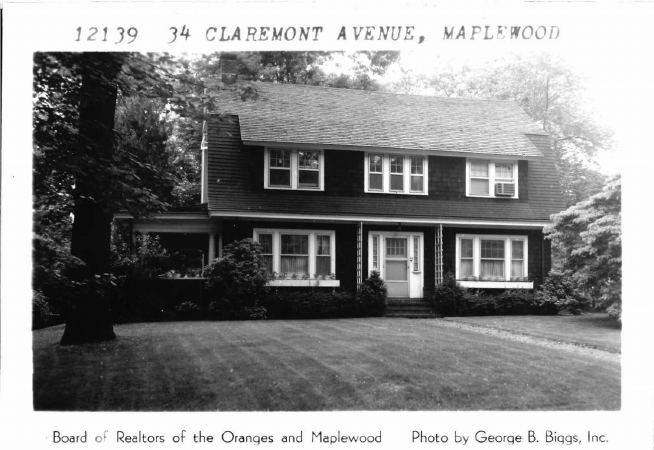 12139 34 CLAREMONT AVENUE, MAPLEWOOD
Board of Realtors of the Oranges and Maplewood Photo by George B. Biggs, Inc.